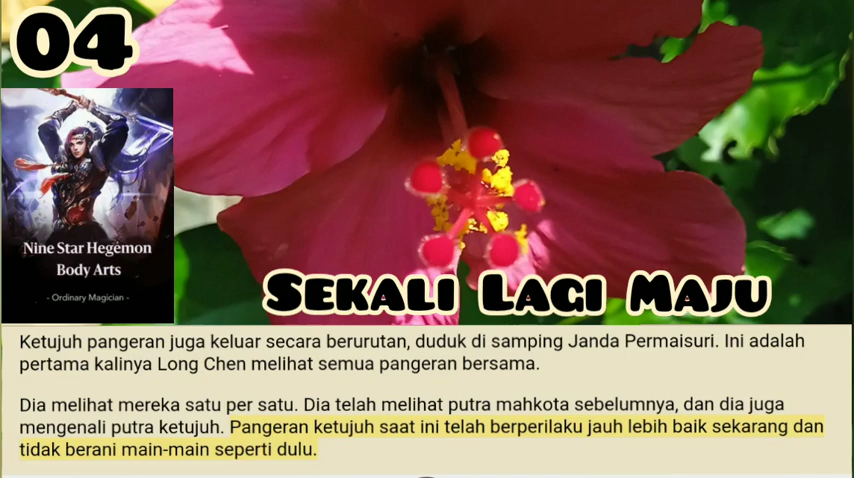 04
Nine Star Hegemon
Body Arts
- Ordinary Magician -
Sekali Lagi Maju
Ketujuh pangeran juga keluar secara berurutan, duduk di samping Janda Permaisuri. Ini adalah
pertama kalinya Long Chen melihat semua pangeran bersama.
Dia melihat mereka satu per satu. Dia telah melihat putra mahkota sebelumnya, dan dia juga
mengenali putra ketujuh. Pangeran ketujuh saat ini telah berperilaku jauh lebih baik sekarang dan
tidak berani main-main seperti dulu.